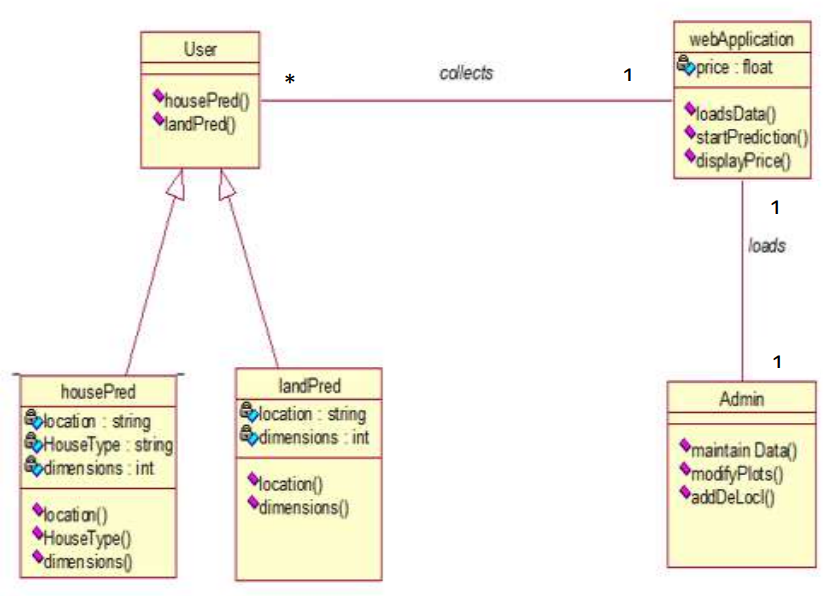 User
housePred()
landPred()
*
collects
1
webApplication
price : float
loadsData()
startPrediction()
displayPrice()
1
loads
1
housePred
location : string
HouseType : string
dimensions : int
location()
HouseType()
dimensions()
landPred
location : string
dimensions : int
location()
dimensions()
Admin
maintain Data()
modifyPlots()
addDeLocl()